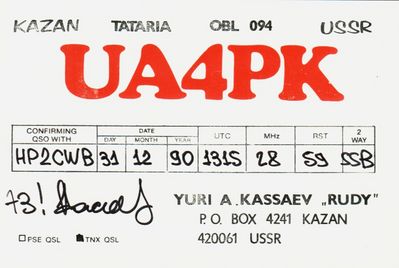 KAZAN TATARIA OBL 094 USSR
UA4PK
CONFIRMING QSO WITH DATE DAY MONTH YEAR UTC MHz RST 2 WAY
HP2CWB 31 12 90 1315 28 59 SSB
73!
YURI A. KASSAEV „RUDY"
P. O. BOX 4241 KAZAN
420061 USSR
PSE QSL TNX QSL